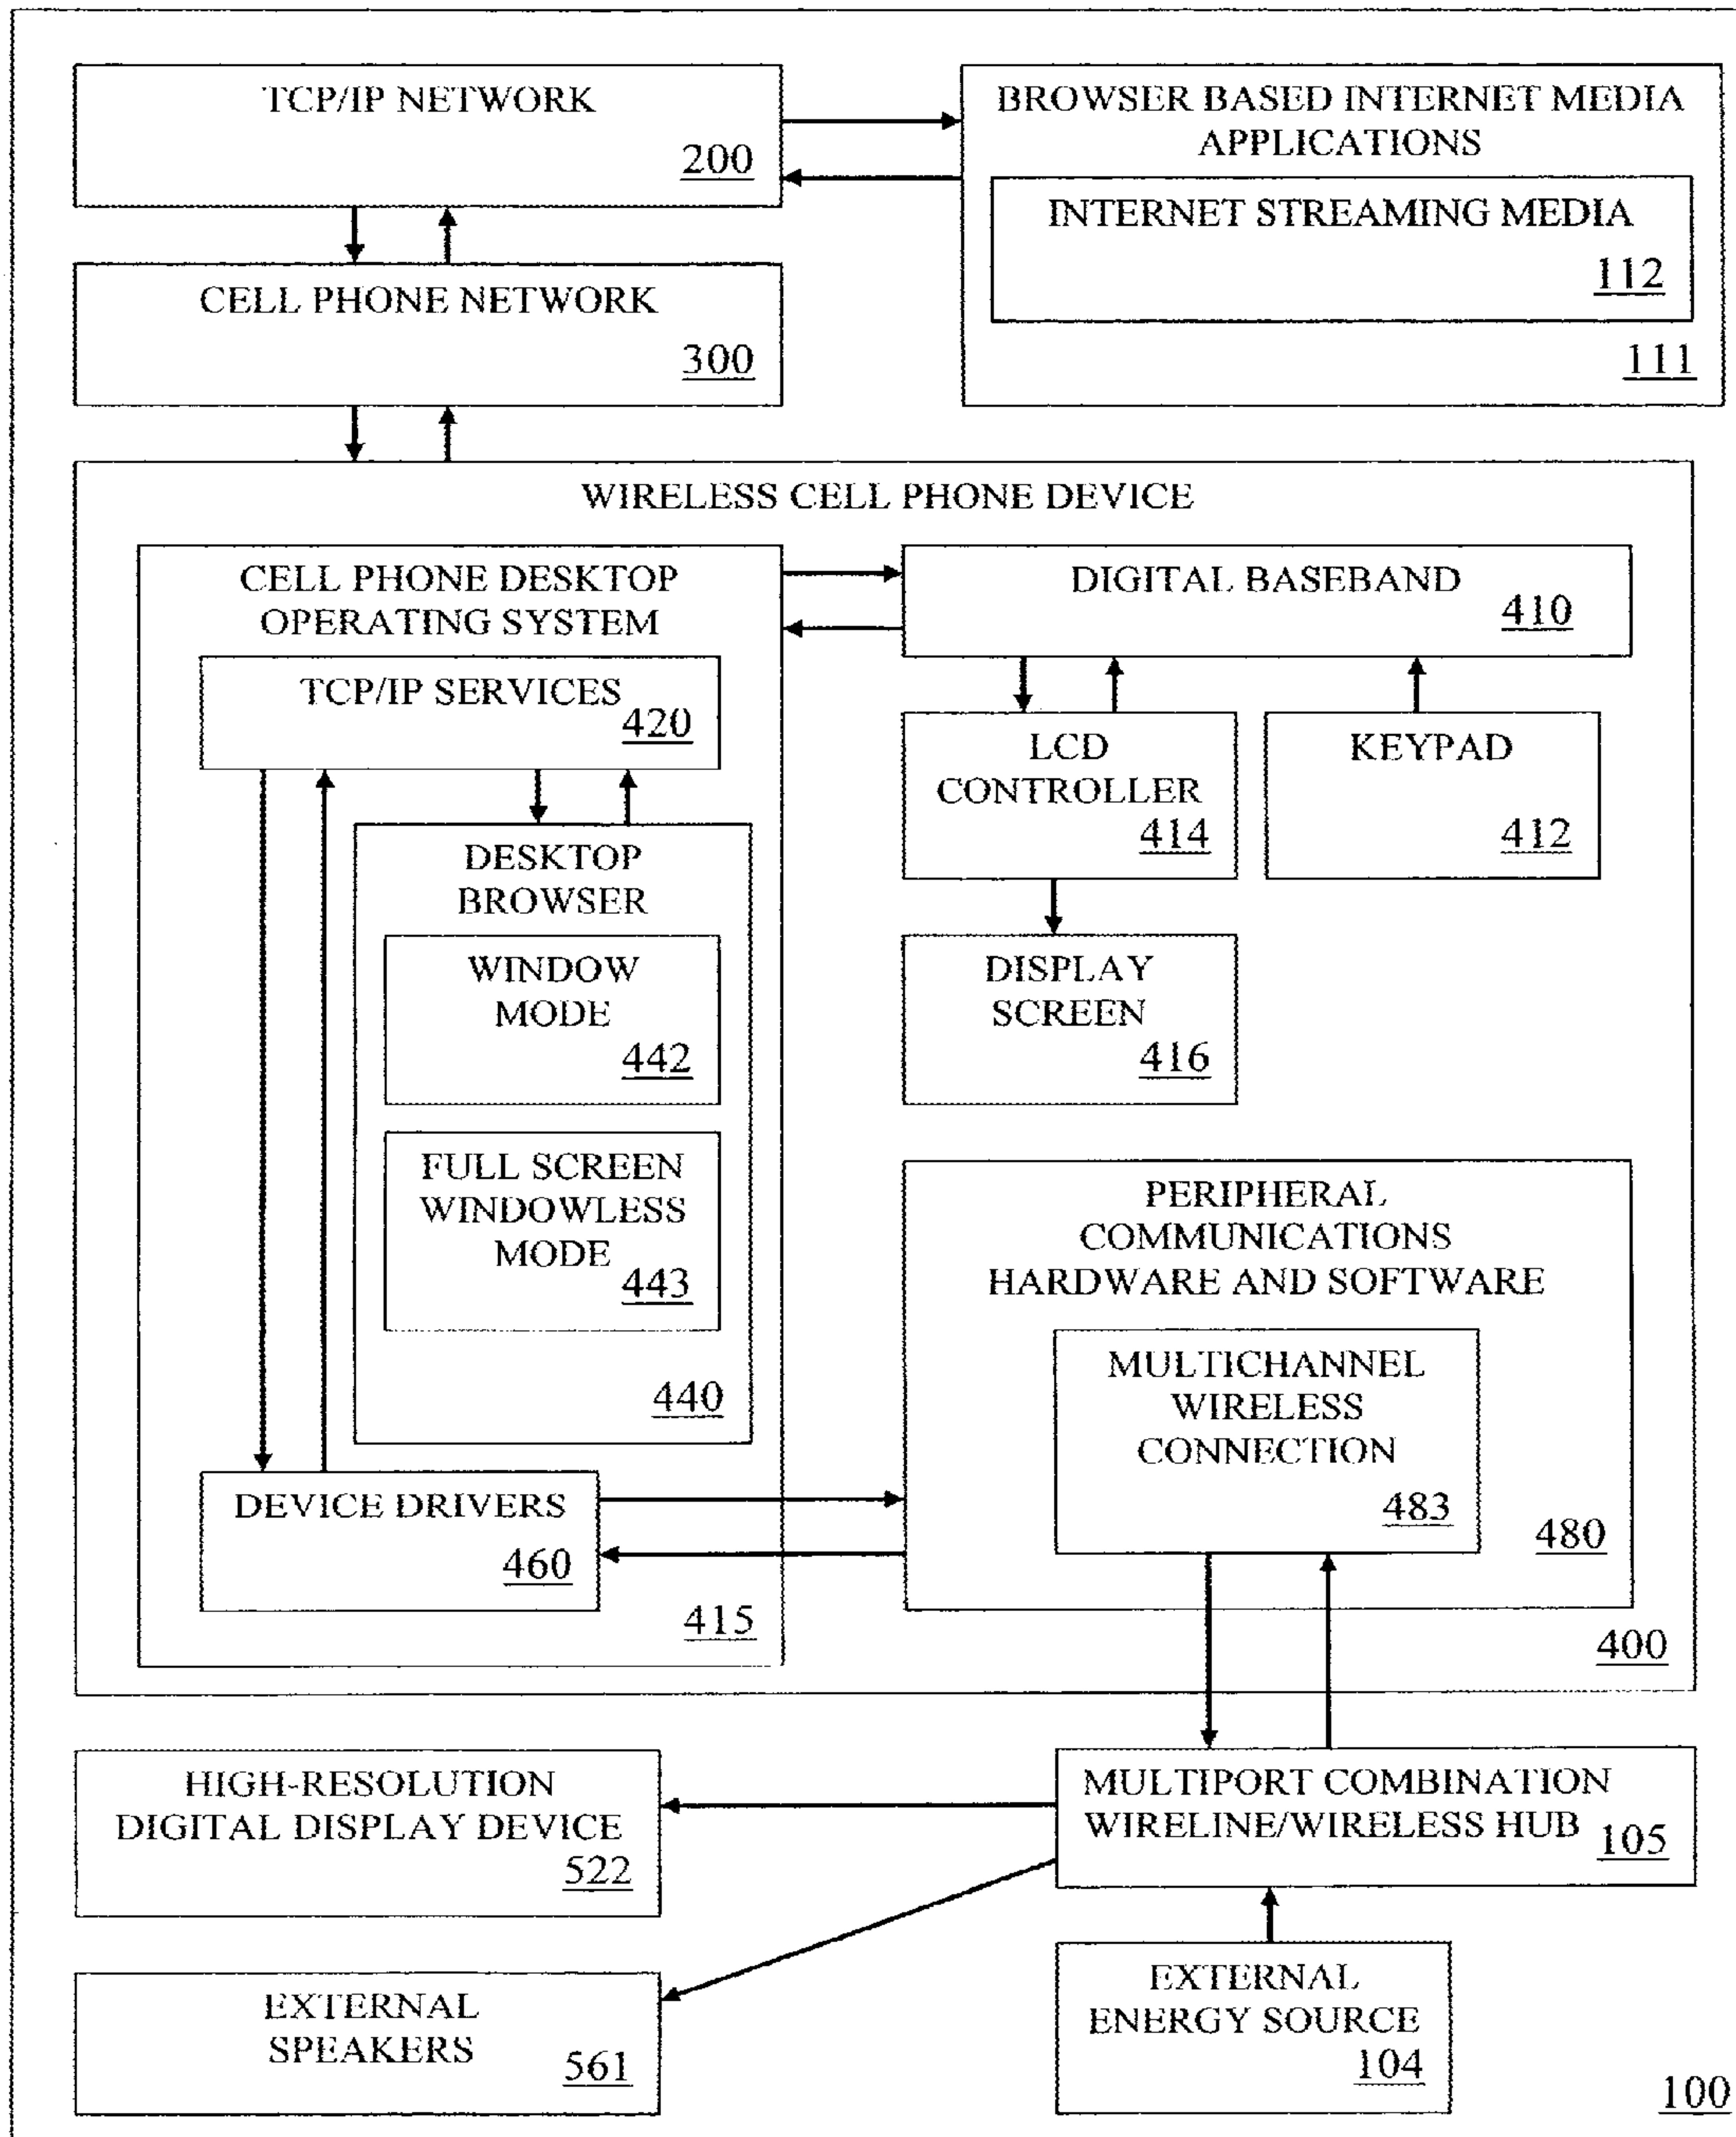 TCP/IP NETWORK
200
BROWSER BASED INTERNET MEDIA
APPLICATIONS
INTERNET STREAMING MEDIA
112
111
CELL PHONE NETWORK
300
WIRELESS CELL PHONE DEVICE
CELL PHONE DESKTOP
OPERATING SYSTEM
TCP/IP SERVICES
420
DESKTOP
BROWSER
WINDOW
MODE
442
FULL SCREEN
WINDOWLESS
MODE
443
440
DEVICE DRIVERS
460
415
DIGITAL BASEBAND
410
LCD
CONTROLLER
414
KEYPAD
412
DISPLAY
SCREEN
416
PERIPHERAL
COMMUNICATIONS
HARDWARE AND SOFTWARE
MULTICHANNEL
WIRELESS
CONNECTION
483
480
400
HIGH-RESOLUTION
DIGITAL DISPLAY DEVICE
522
MULTIPORT COMBINATION
WIRELINE/WIRELESS HUB
105
EXTERNAL
SPEAKERS
561
EXTERNAL
ENERGY SOURCE
104
100